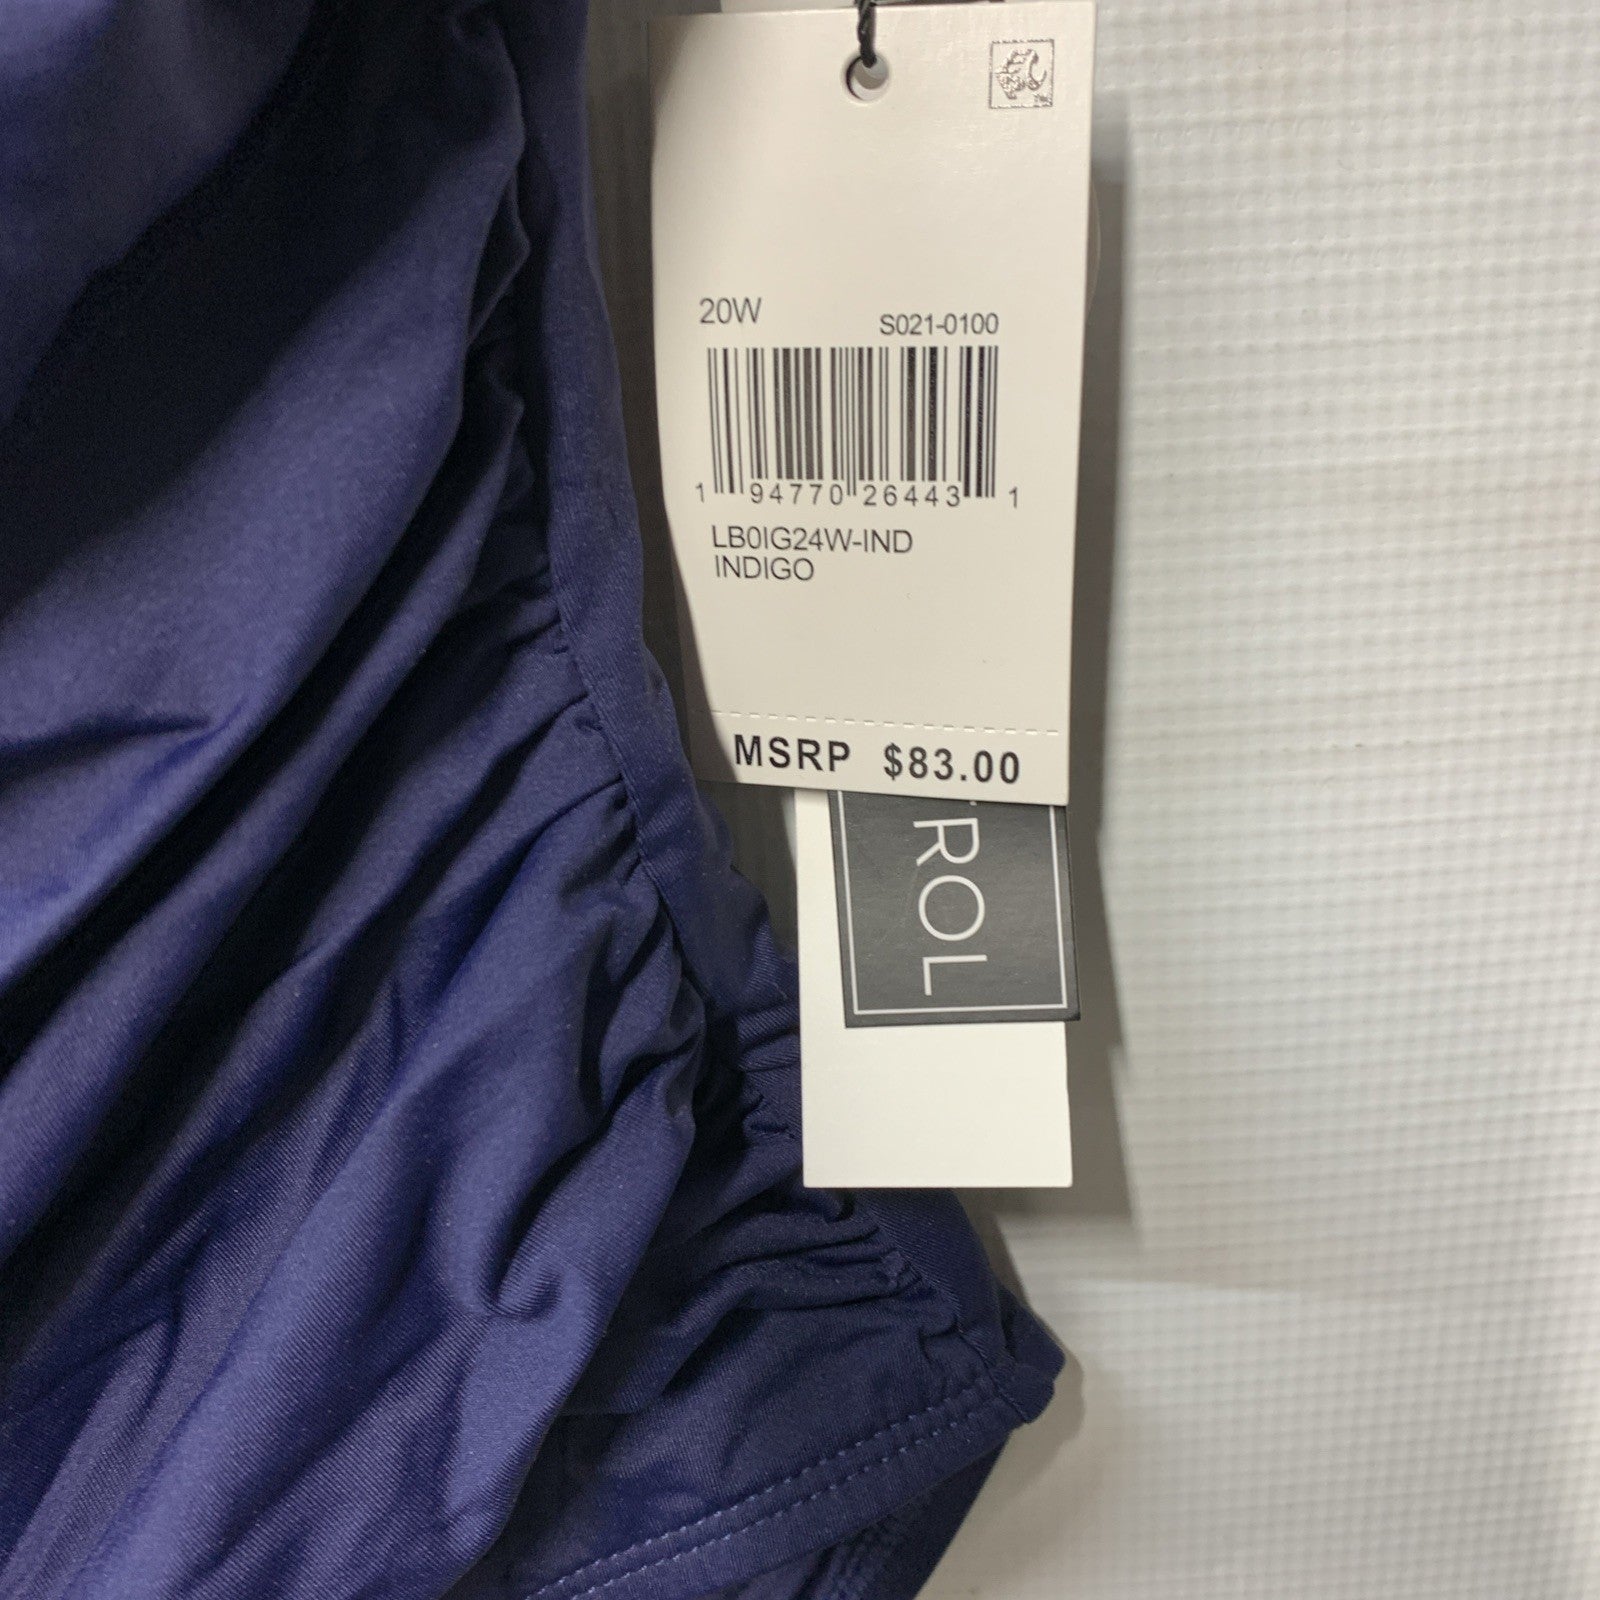 20W
S021-0100
1 94770 26443 1
LB0IG24W-IND
INDIGO
MSRP $83.00
ROL